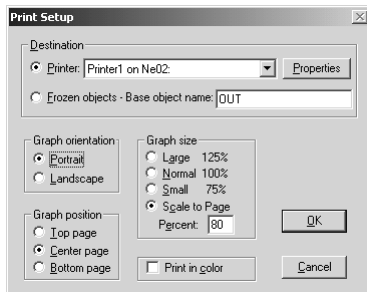 Print Setup
Destination
Printer: Printer1 on Ne02: Properties
Frozen objects - Base object name: OUT
Graph orientation
Portrait
Landscape
Graph size
Large 125%
Normal 100%
Small 75%
Scale to Page
Percent: 80
Graph position
Top page
Center page
Bottom page
Print in color
OK
Cancel